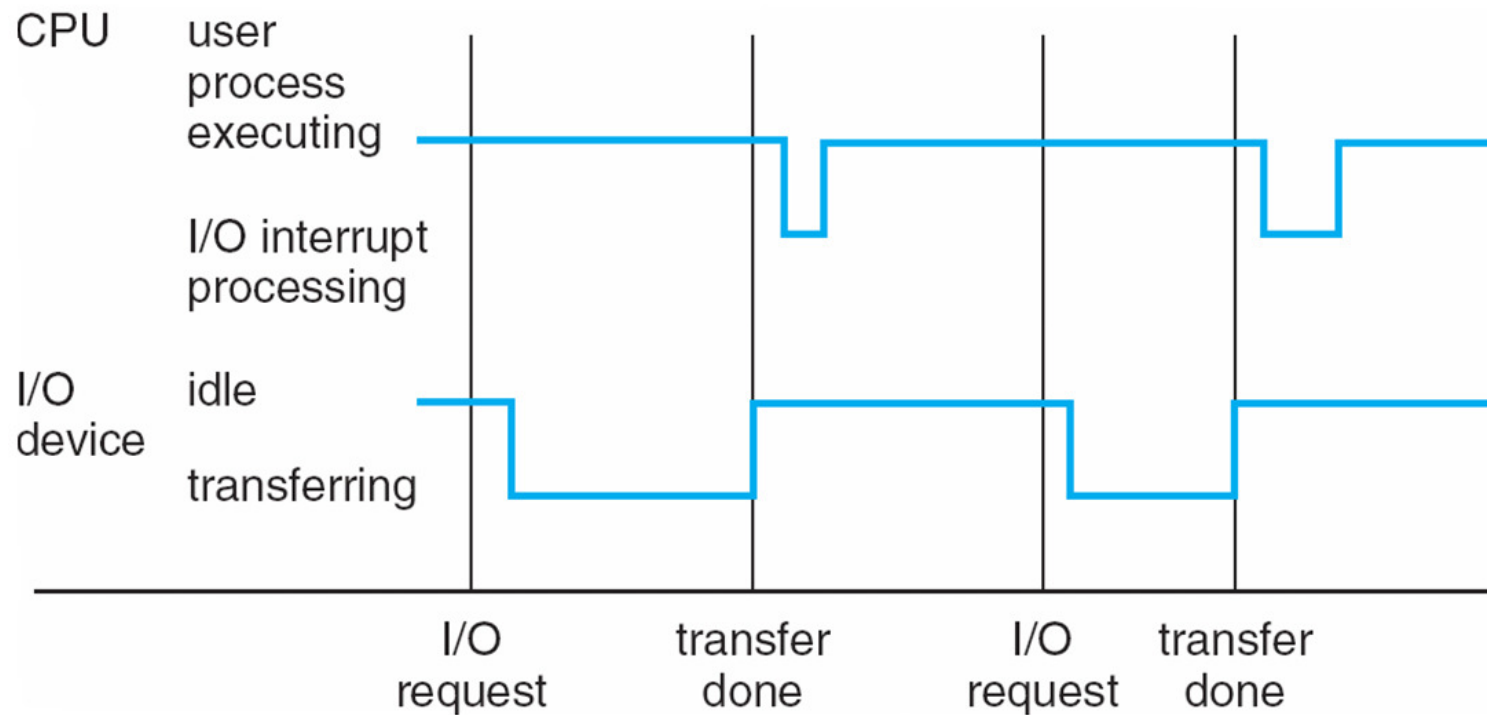 CPU
user
process
executing
I/O interrupt
processing
I/O
device
idle
transferring
I/O
request
transfer
done
I/O
request
transfer
done